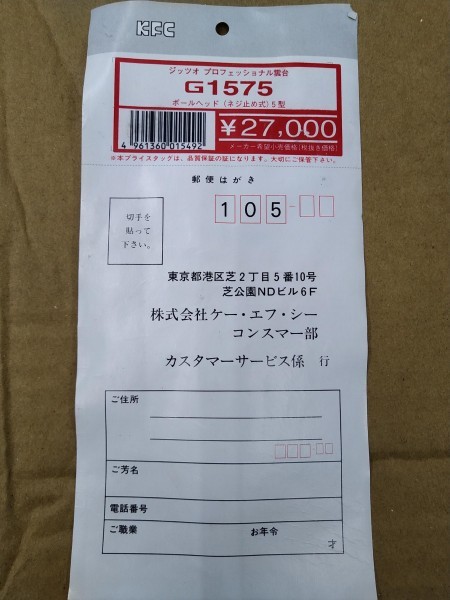 KFC
ジッツオ プロフェッショナル雲台
G1575
ボールヘッド (ネジ止め式) 5型
4 961360 015492
¥27,000
メーカー希望小売価格(税抜き価格)
※本プライスタッグは、品質保証の証になります。大切にご保管下さい。
郵便はがき
105-
切手を
貼って
下さい。
東京都港区芝2丁目5番10号
芝公園NDビル6F
株式会社ケー・エフ・シー
コンスマー部
カスタマーサービス係 行
ご住所
ご芳名
電話番号
ご職業 お年令
才